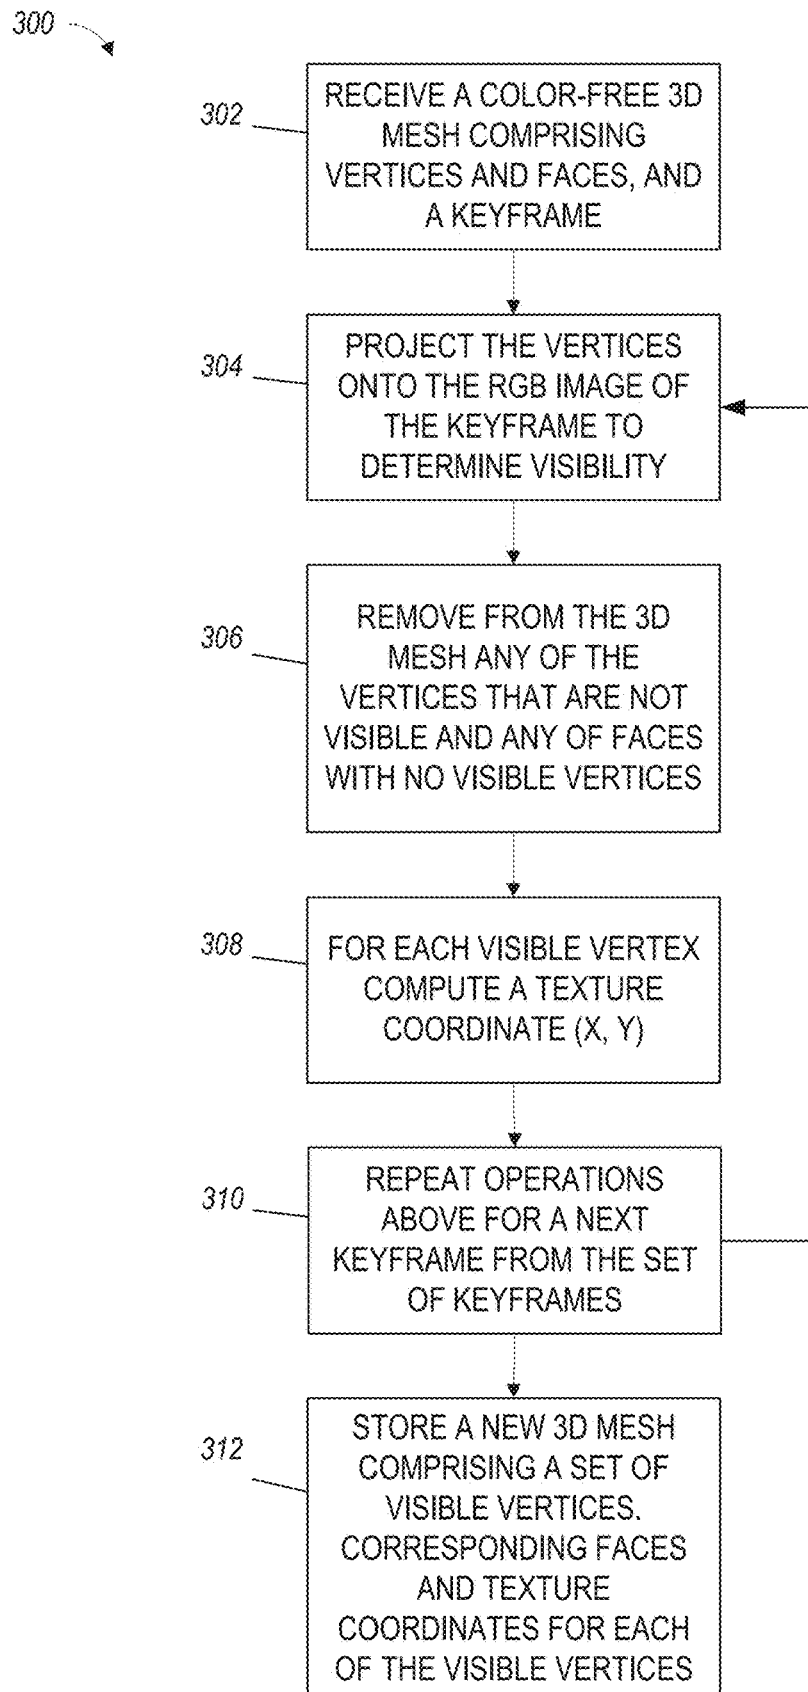 300
302
RECEIVE A COLOR-FREE 3D
MESH COMPRISING
VERTICES AND FACES, AND
A KEYFRAME
304
PROJECT THE VERTICES
ONTO THE RGB IMAGE OF
THE KEYFRAME TO
DETERMINE VISIBILITY
306
REMOVE FROM THE 3D
MESH ANY OF THE
VERTICES THAT ARE NOT
VISIBLE AND ANY OF FACES
WITH NO VISIBLE VERTICES
308
FOR EACH VISIBLE VERTEX
COMPUTE A TEXTURE
COORDINATE (X, Y)
310
REPEAT OPERATIONS
ABOVE FOR A NEXT
KEYFRAME FROM THE SET
OF KEYFRAMES
312
STORE A NEW 3D MESH
COMPRISING A SET OF
VISIBLE VERTICES.
CORRESPONDING FACES
AND TEXTURE
COORDINATES FOR EACH
OF THE VISIBLE VERTICES